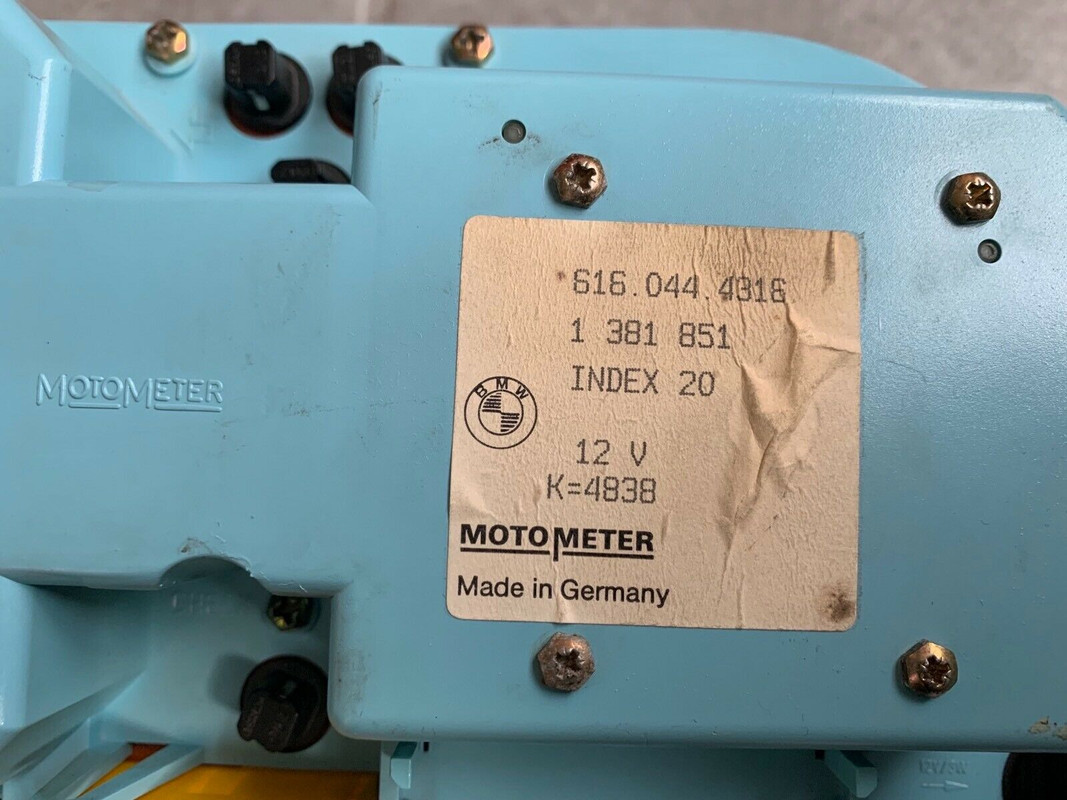 MOTOMETER
616.044.4316
1 381 851
INDEX 20
BMW
12 V
K=4838
MOTOMETER
Made in Germany
12V/3W